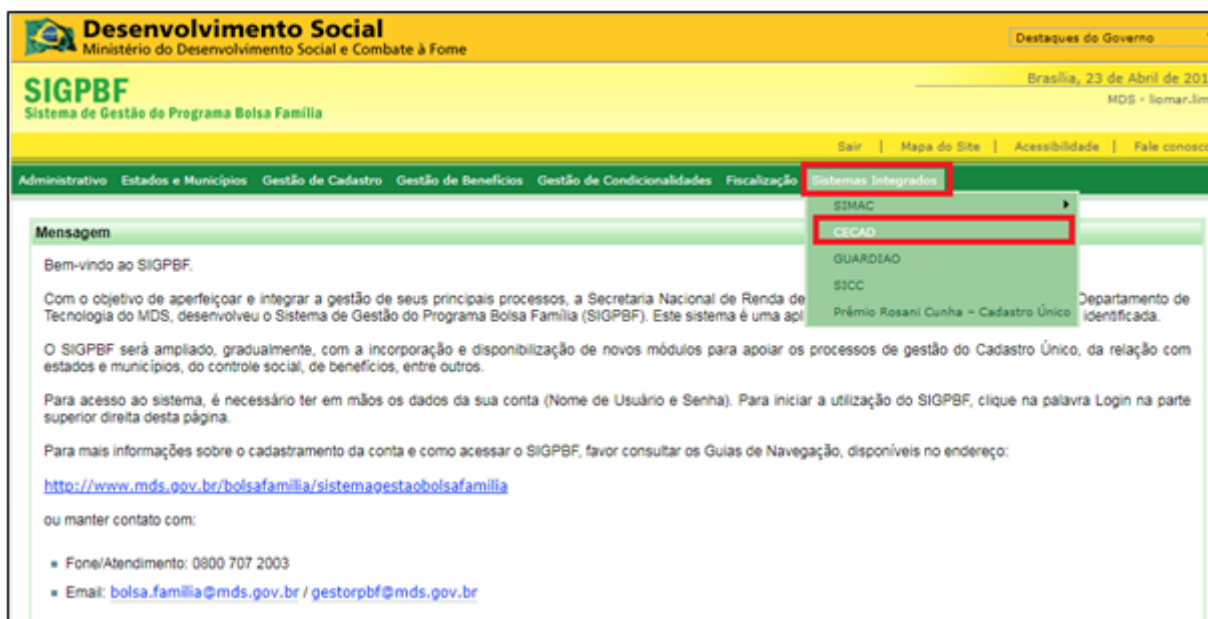 Desenvolvimento Social
Ministério do Desenvolvimento Social e Combate à Fome
Destaques do Governo
SIGPBF
Sistema de Gestão do Programa Bolsa Família
Brasília, 23 de Abril de 201
MDS - liomar.lim
Sair | Mapa do Site | Acessibilidade | Fale conosco
Administrativo Estados e Municípios Gestão de Cadastro Gestão de Benefícios Gestão de Condicionalidades Fiscalização Sistemas Integrados
SIMAC
CECAD
GUARDIAO
SICC
Prêmio Rosani Cunha – Cadastro Único
Mensagem
Bem-vindo ao SIGPBF.
Com o objetivo de aperfeiçoar e integrar a gestão de seus principais processos, a Secretaria Nacional de Renda de Departamento de
Tecnologia do MDS, desenvolveu o Sistema de Gestão do Programa Bolsa Família (SIGPBF). Este sistema é uma apl identificada.
O SIGPBF será ampliado, gradualmente, com a incorporação e disponibilização de novos módulos para apoiar os processos de gestão do Cadastro Único, da relação com
estados e municípios, do controle social, de benefícios, entre outros.
Para acesso ao sistema, é necessário ter em mãos os dados da sua conta (Nome de Usuário e Senha). Para iniciar a utilização do SIGPBF, clique na palavra Login na parte
superior direita desta página.
Para mais informações sobre o cadastramento da conta e como acessar o SIGPBF, favor consultar os Guias de Navegação, disponíveis no endereço:
http://www.mds.gov.br/bolsafamilia/sistemagestaobolsafamilia
ou manter contato com:
Fone/Atendimento: 0800 707 2003
Email: bolsa.familia@mds.gov.br / gestorpbf@mds.gov.br